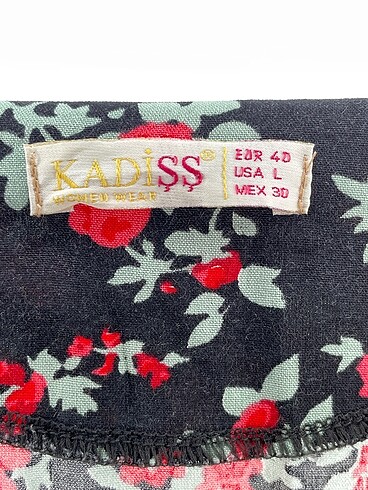 KADİŞŞ®
WOMEN WEAR
EUR 40
USA L
MEX 30